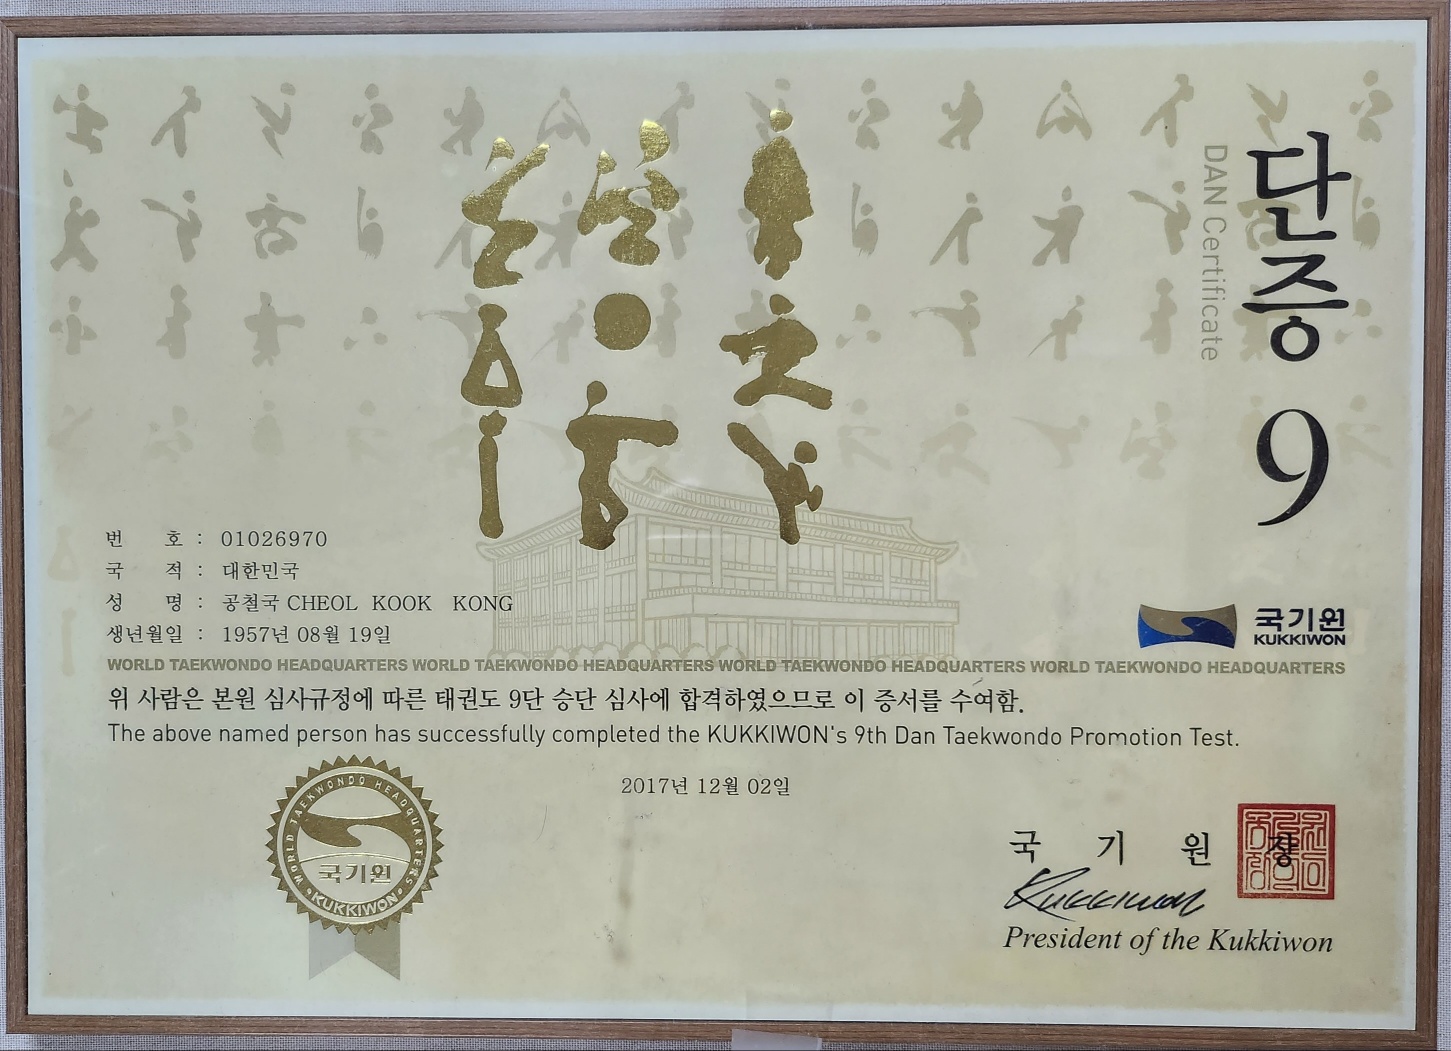 단증 9
DAN Certificate
번 호 : 01026970
국 적 : 대한민국
성 명 : 공철국 CHEOL KOOK KONG
생년월일 : 1957년 08월 19일
국기원
KUKKIWON
WORLD TAEKWONDO HEADQUARTERS WORLD TAEKWONDO HEADQUARTERS WORLD TAEKWONDO HEADQUARTERS WORLD TAEKWONDO HEADQUARTERS
위 사람은 본원 심사규정에 따른 태권도 9단 승단 심사에 합격하였으므로 이 증서를 수여함.
The above named person has successfully completed the KUKKIWON's 9th Dan Taekwondo Promotion Test.
2017년 12월 02일
WORLD TAEKWONDO HEADQUARTERS
국기원
KUKKIWON
국 기 원 장
Kukkiwon
President of the Kukkiwon